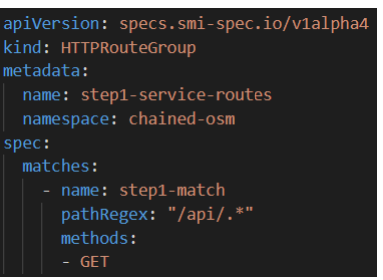 apiVersion: specs.smi-spec.io/v1alpha4
kind: HTTPRouteGroup
metadata:
  name: step1-service-routes
  namespace: chained-osm
spec:
  matches:
    - name: step1-match
      pathRegex: "/api/.*"
      methods:
      - GET